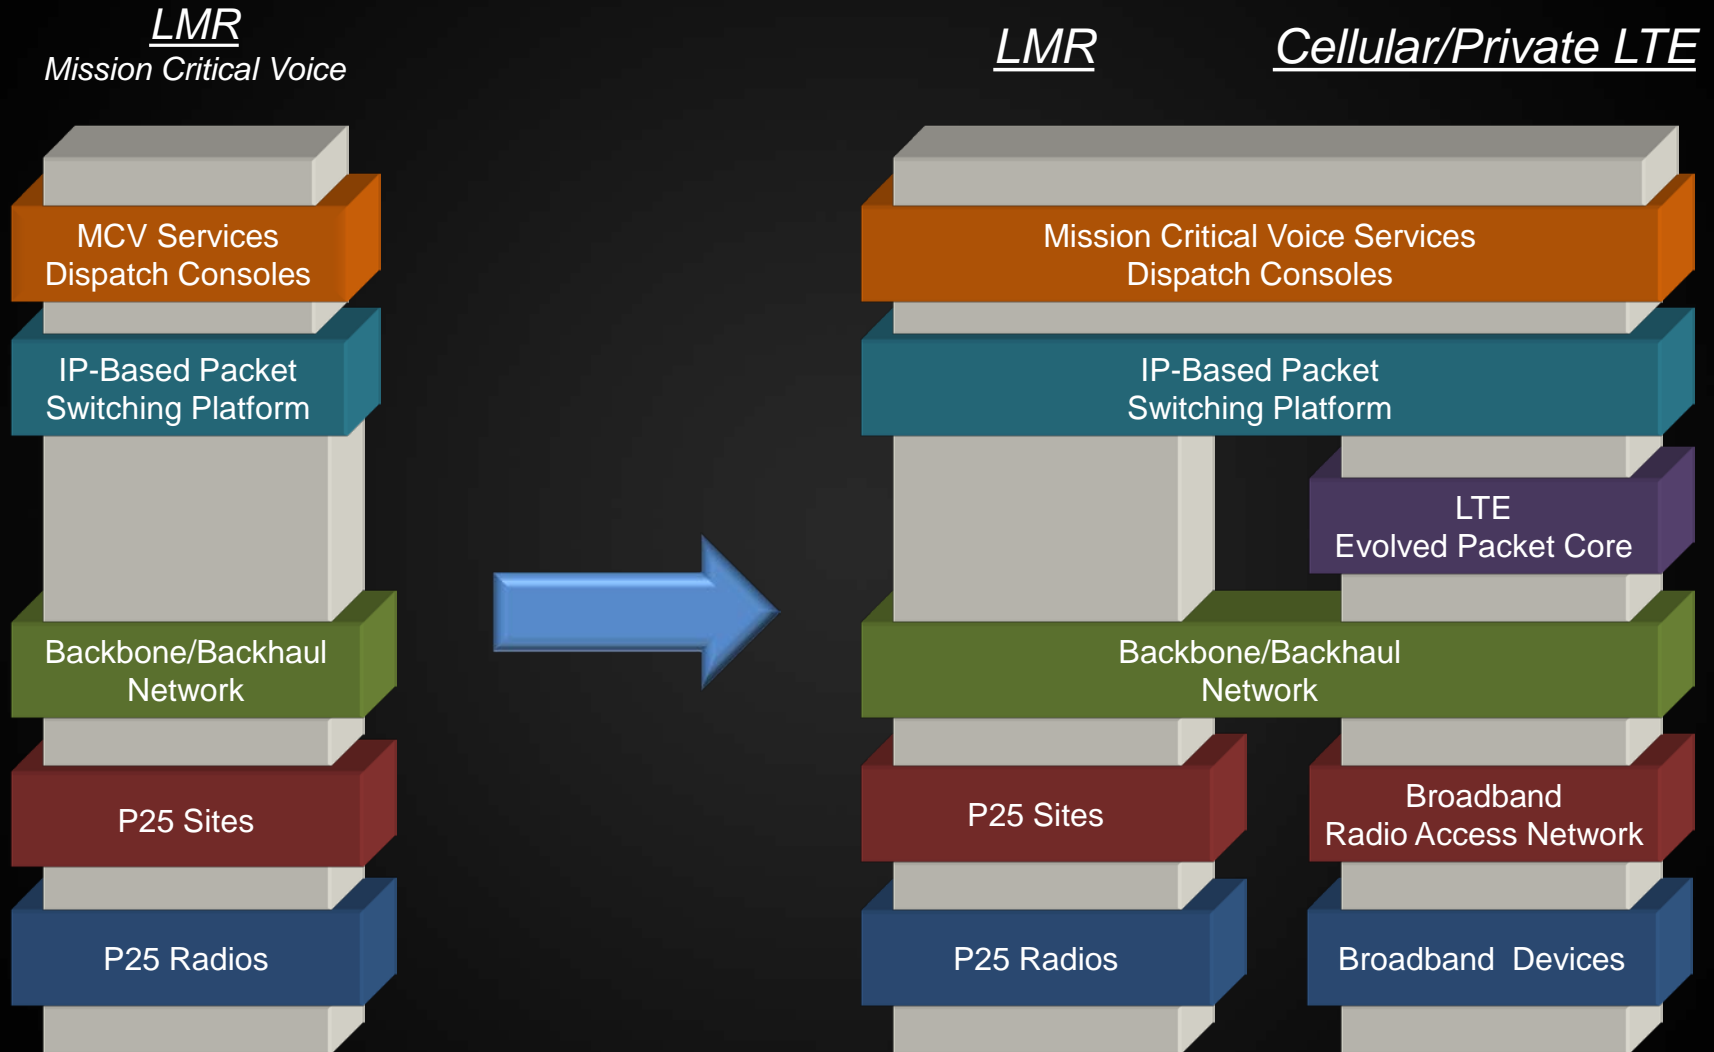 LMR
Mission Critical Voice
MCV Services
Dispatch Consoles
IP-Based Packet
Switching Platform
Backbone/Backhaul
Network
P25 Sites
P25 Radios
LMR
Cellular/Private LTE
Mission Critical Voice Services
Dispatch Consoles
IP-Based Packet
Switching Platform
LTE
Evolved Packet Core
Backbone/Backhaul
Network
P25 Sites
Broadband
Radio Access Network
P25 Radios
Broadband Devices